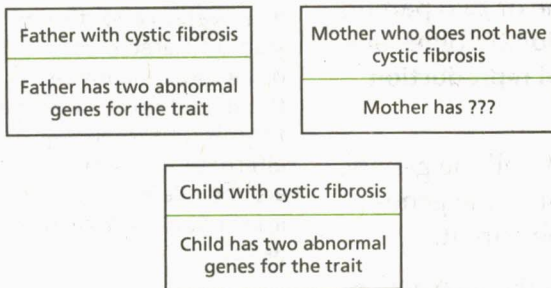 Father with cystic fibrosis
Father has two abnormal
genes for the trait
Mother who does not have
cystic fibrosis
Mother has ???
Child with cystic fibrosis
Child has two abnormal
genes for the trait